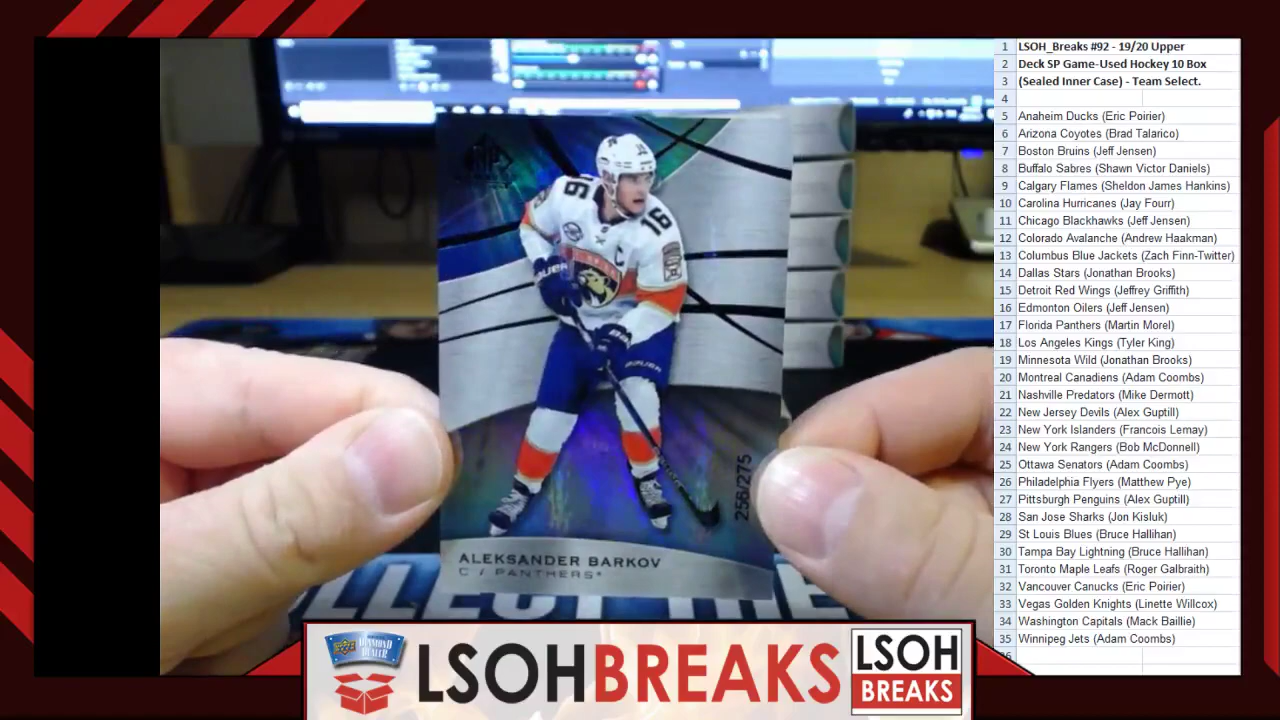 1 LSOH_Breaks #92 - 19/20 Upper
2 Deck SP Game-Used Hockey 10 Box
3 (Sealed Inner Case) - Team Select.
4
5 Anaheim Ducks (Eric Poirier)
6 Arizona Coyotes (Brad Talarico)
7 Boston Bruins (Jeff Jensen)
8 Buffalo Sabres (Shawn Victor Daniels)
9 Calgary Flames (Sheldon James Hankins)
10 Carolina Hurricanes (Jay Fourr)
11 Chicago Blackhawks (Jeff Jensen)
12 Colorado Avalanche (Andrew Haakman)
13 Columbus Blue Jackets (Zach Finn-Twitter)
14 Dallas Stars (Jonathan Brooks)
15 Detroit Red Wings (Jeffrey Griffith)
16 Edmonton Oilers (Jeff Jensen)
17 Florida Panthers (Martin Morel)
18 Los Angeles Kings (Tyler King)
19 Minnesota Wild (Jonathan Brooks)
20 Montreal Canadiens (Adam Coombs)
21 Nashville Predators (Mike Dermott)
22 New Jersey Devils (Alex Guptill)
23 New York Islanders (Francois Lemay)
24 New York Rangers (Bob McDonnell)
25 Ottawa Senators (Adam Coombs)
26 Philadelphia Flyers (Matthew Pye)
27 Pittsburgh Penguins (Alex Guptill)
28 San Jose Sharks (Jon Kisluk)
29 St Louis Blues (Bruce Hallihan)
30 Tampa Bay Lightning (Bruce Hallihan)
31 Toronto Maple Leafs (Roger Galbraith)
32 Vancouver Canucks (Eric Poirier)
33 Vegas Golden Knights (Linette Willcox)
34 Washington Capitals (Mack Baillie)
35 Winnipeg Jets (Adam Coombs)
16
16
C
256/275
ALEKSANDER BARKOV
C / PANTHERS
DIAMOND
DEALER
LSOHBREAKS
LSOH
BREAKS